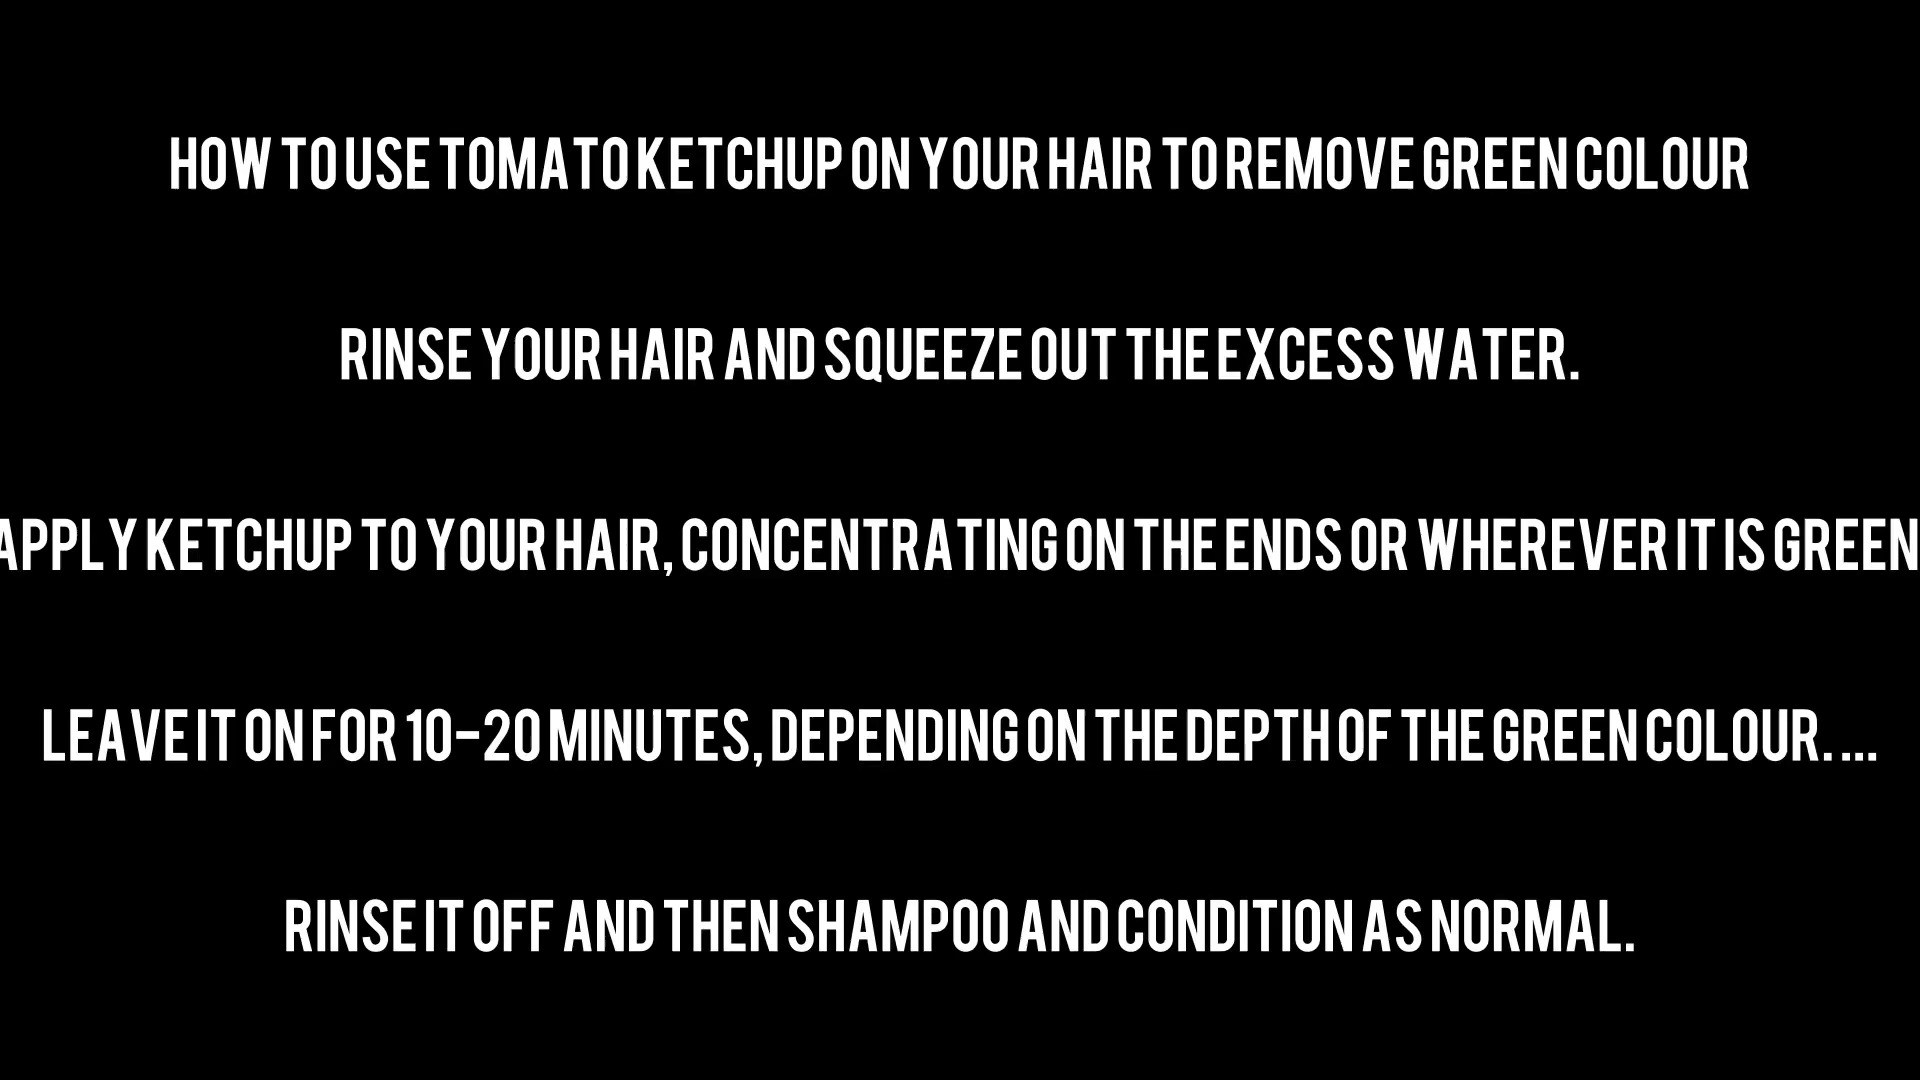 HOW TO USE TOMATO KETCHUP ON YOUR HAIR TO REMOVE GREEN COLOUR
RINSE YOUR HAIR AND SQUEEZE OUT THE EXCESS WATER.
APPLY KETCHUP TO YOUR HAIR, CONCENTRATING ON THE ENDS OR WHEREVER IT IS GREEN
LEAVE IT ON FOR 10-20 MINUTES, DEPENDING ON THE DEPTH OF THE GREEN COLOUR. ...
RINSE IT OFF AND THEN SHAMPOO AND CONDITION AS NORMAL.